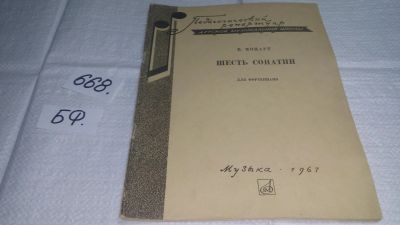 Педагогический
репертуар
ДЕТСКОЙ МУЗЫКАЛЬНОЙ ШКОЛЫ
В. МОЦАРТ
ШЕСТЬ СОНАТИН
ДЛЯ ФОРТЕПИАНО
668.
БФ.
Музыка · 1967